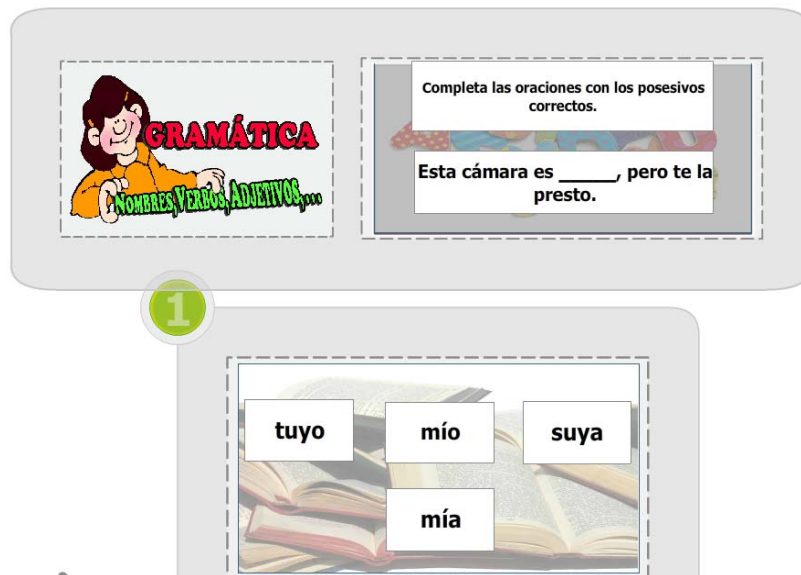 GRAMÁTICA
NOMBRES, VERBOS, ADJETIVOS,...
Completa las oraciones con los posesivos
correctos.
Esta cámara es ______, pero te la
presto.
1
tuyo
mío
suya
mía